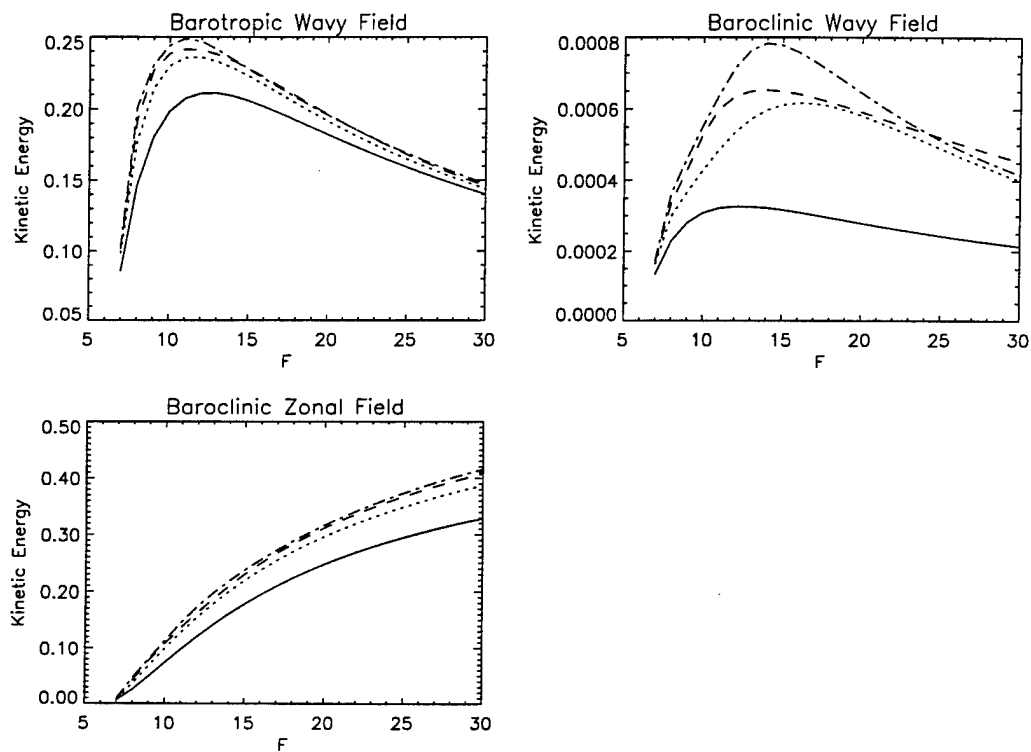 Barotropic Wavy Field
0.25
0.20
0.15
0.10
0.05
Kinetic Energy
5 10 15 20 25 30
F
Baroclinic Wavy Field
0.0008
0.0006
0.0004
0.0002
0.0000
Kinetic Energy
5 10 15 20 25 30
F
Baroclinic Zonal Field
0.50
0.40
0.30
0.20
0.10
0.00
Kinetic Energy
5 10 15 20 25 30
F